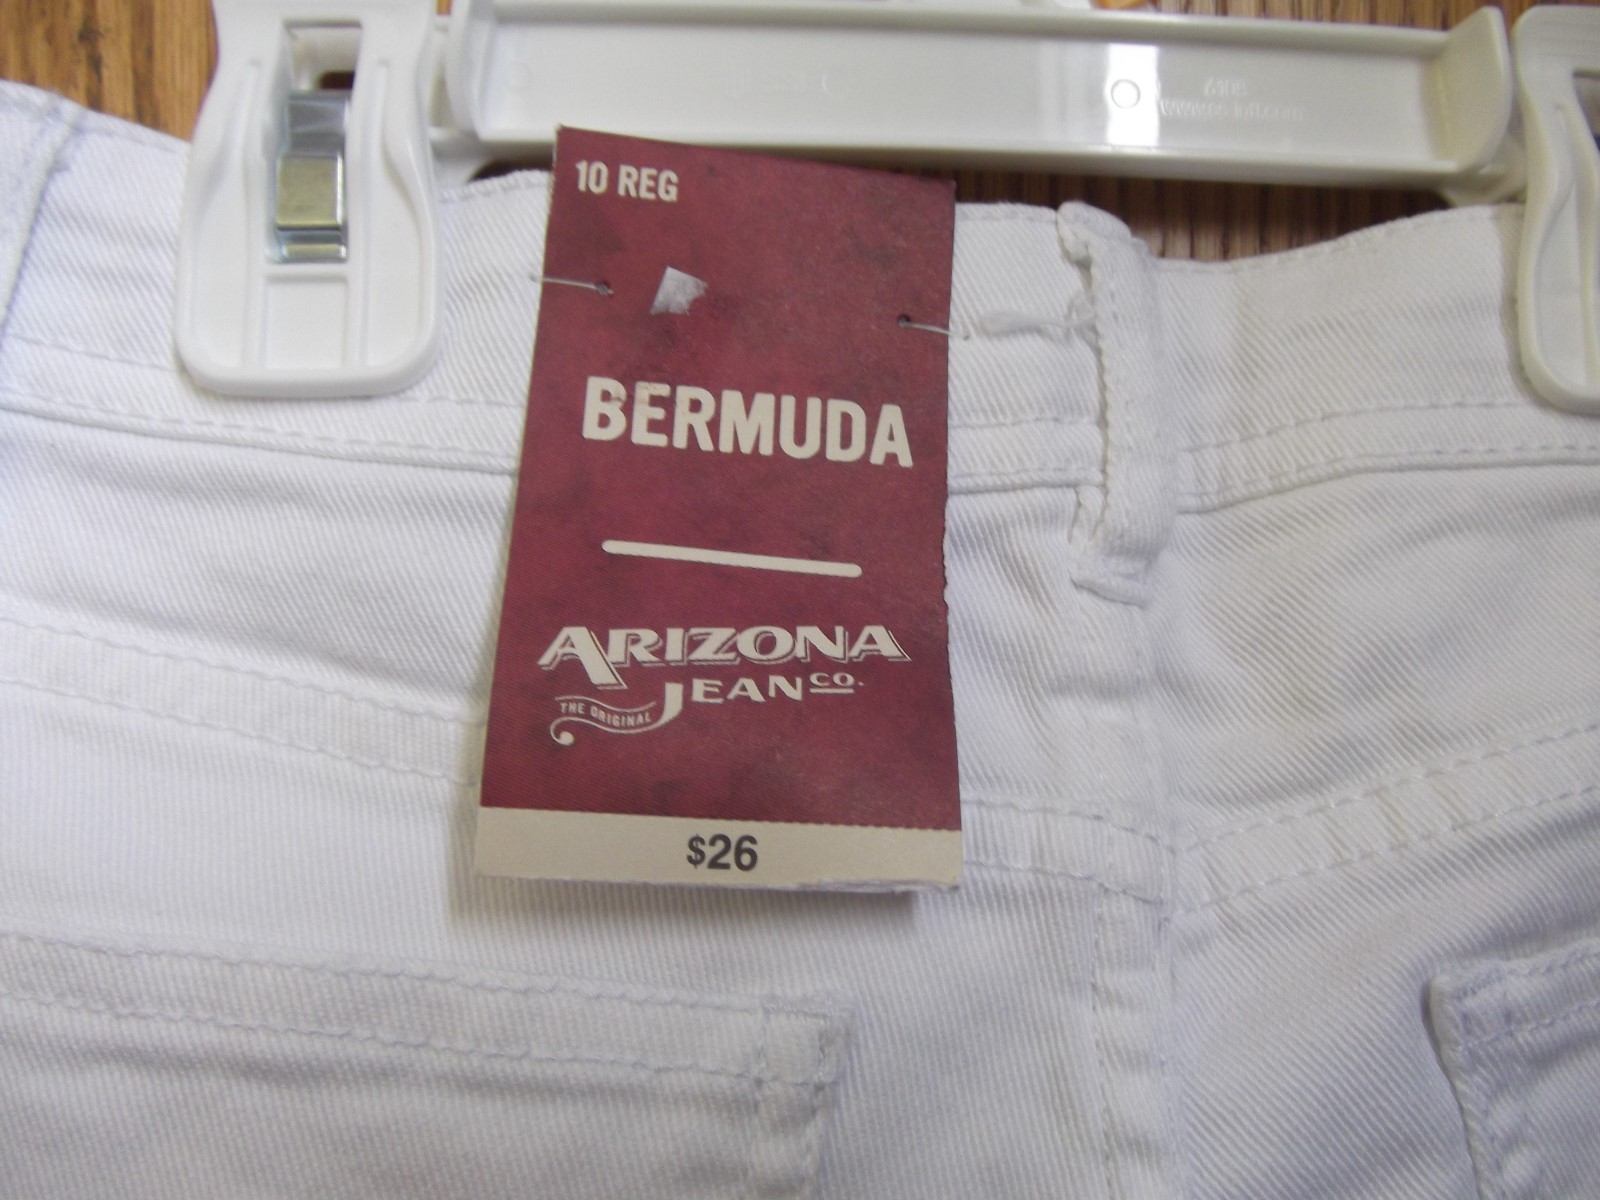 10 REG
BERMUDA
ARIZONA
JEAN CO.
THE ORIGINAL
$26